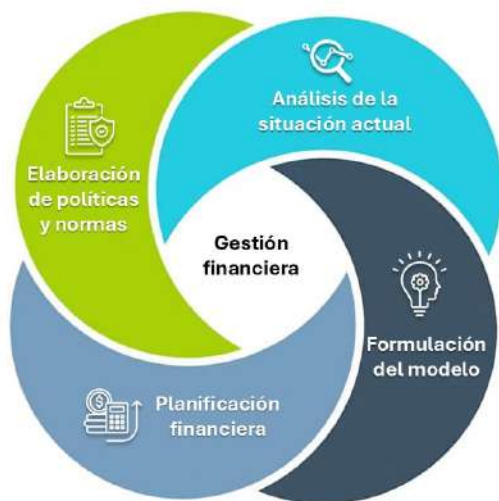 Análisis de la
situación actual
Elaboración
de políticas
y normas
Gestión
financiera
Formulación
del modelo
Planificación
financiera